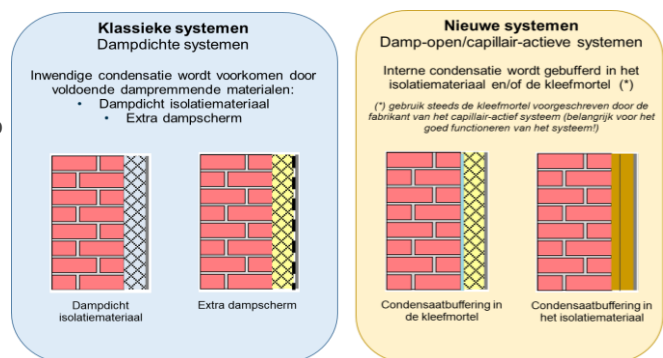 Klassieke systemen
Dampdichte systemen
Inwendige condensatie wordt voorkomen door
voldoende dampremmende materialen:
• Dampdicht isolatiemateriaal
• Extra dampscherm
Dampdicht
isolatiemateriaal
Extra dampscherm
Nieuwe systemen
Damp-open/capillair-actieve systemen
Interne condensatie wordt gebufferd in het
isolatiemateriaal en/of de kleefmortel (*)
(*) gebruik steeds de kleefmortel voorgeschreven door de
fabrikant van het capillair-actief systeem (belangrijk voor het
goed functioneren van het systeem!)
Condensaatbuffering in
de kleefmortel
Condensaatbuffering in
het isolatiemateriaal